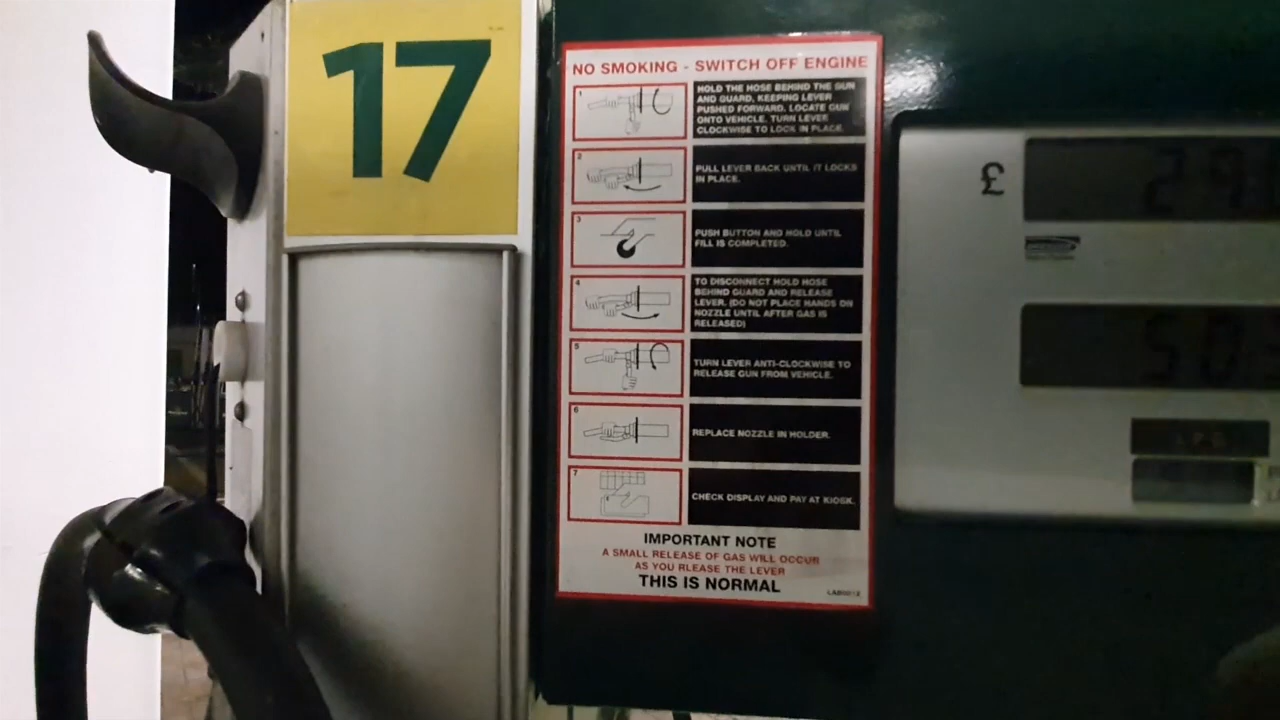 17
NO SMOKING - SWITCH OFF ENGINE
1
HOLD THE HOSE BEHIND THE GUN
AND GUARD, KEEPING LEVER
PUSHED FORWARD. LOCATE GUN
ONTO VEHICLE. TURN LEVER
CLOCKWISE TO LOCK IN PLACE.
2
PULL LEVER BACK UNTIL IT LOCKS
IN PLACE.
3
PUSH BUTTON AND HOLD UNTIL
FILL IS COMPLETED.
4
TO DISCONNECT HOLD HOSE
BEHIND GUARD AND RELEASE
LEVER. (DO NOT PLACE HANDS ON
NOZZLE UNTIL AFTER GAS IS
RELEASED)
5
TURN LEVER ANTI-CLOCKWISE TO
RELEASE GUN FROM VEHICLE.
6
REPLACE NOZZLE IN HOLDER.
7
CHECK DISPLAY AND PAY AT KIOSK.
IMPORTANT NOTE
A SMALL RELEASE OF GAS WILL OCCUR
AS YOU RLEASE THE LEVER
THIS IS NORMAL
£
LPG